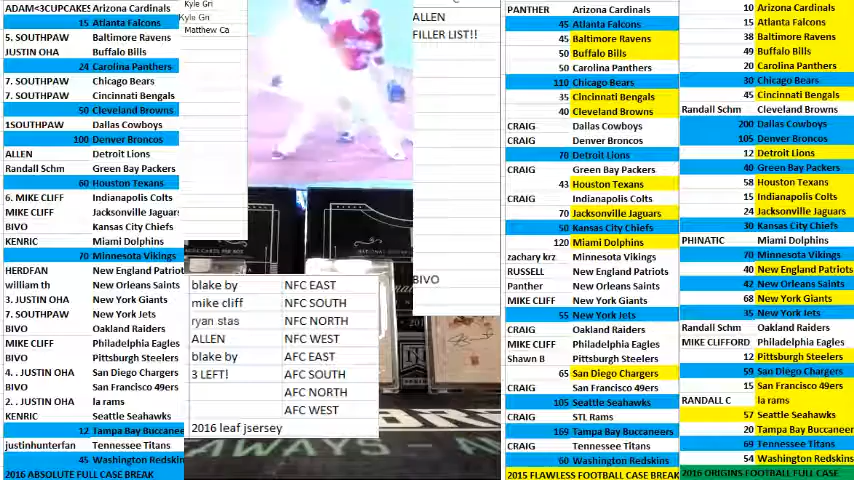 ADAM<3CUPCAKES Arizona Cardinals
15 Atlanta Falcons
5. SOUTHPAW Baltimore Ravens
JUSTIN OHA Buffalo Bills
24 Carolina Panthers
7. SOUTHPAW Chicago Bears
7. SOUTHPAW Cincinnati Bengals
50 Cleveland Browns
1SOUTHPAW Dallas Cowboys
100 Denver Broncos
ALLEN Detroit Lions
Randall Schm Green Bay Packers
60 Houston Texans
6. MIKE CLIFF Indianapolis Colts
MIKE CLIFF Jacksonville Jaguars
BIVO Kansas City Chiefs
KENRIC Miami Dolphins
70 Minnesota Vikings
HERDFAN New England Patriot
william th New Orleans Saints
3. JUSTIN OHA New York Giants
7. SOUTHPAW New York Jets
BIVO Oakland Raiders
MIKE CLIFF Philadelphia Eagles
BIVO Pittsburgh Steelers
4. . JUSTIN OHA San Diego Chargers
BIVO San Francisco 49ers
2. . JUSTIN OHA la rams
KENRIC Seattle Seahawks
12 Tampa Bay Buccanee
justinhunterfan Tennessee Titans
45 Washington Redskin
2016 ABSOLUTE FULL CASE BREAK
Kyle Gri
Kyle Gri
Matthew Ca
ALLEN
FILLER LIST!!
BIVO
blake by NFC EAST
mike cliff NFC SOUTH
ryan stas NFC NORTH
ALLEN NFC WEST
blake by AFC EAST
3 LEFT! AFC SOUTH
AFC NORTH
AFC WEST
2016 leaf jsersey
PANTHER Arizona Cardinals
45 Atlanta Falcons
45 Baltimore Ravens
50 Buffalo Bills
50 Carolina Panthers
110 Chicago Bears
35 Cincinnati Bengals
40 Cleveland Browns
CRAIG Dallas Cowboys
CRAIG Denver Broncos
70 Detroit Lions
CRAIG Green Bay Packers
43 Houston Texans
CRAIG Indianapolis Colts
70 Jacksonville Jaguars
50 Kansas City Chiefs
120 Miami Dolphins
zachary krz Minnesota Vikings
RUSSELL New England Patriots
Panther New Orleans Saints
MIKE CLIFF New York Giants
55 New York Jets
CRAIG Oakland Raiders
MIKE CLIFF Philadelphia Eagles
Shawn B Pittsburgh Steelers
65 San Diego Chargers
CRAIG San Francisco 49ers
105 Seattle Seahawks
CRAIG STL Rams
169 Tampa Bay Buccaneers
CRAIG Tennessee Titans
60 Washington Redskins
2015 FLAWLESS FOOTBALL CASE BREAK
10 Arizona Cardinals
15 Atlanta Falcons
38 Baltimore Ravens
49 Buffalo Bills
20 Carolina Panthers
30 Chicago Bears
45 Cincinnati Bengals
Randall Schm Cleveland Browns
200 Dallas Cowboys
105 Denver Broncos
12 Detroit Lions
40 Green Bay Packers
58 Houston Texans
15 Indianapolis Colts
24 Jacksonville Jaguars
30 Kansas City Chiefs
PHINATIC Miami Dolphins
70 Minnesota Vikings
40 New England Patriots
42 New Orleans Saints
68 New York Giants
35 New York Jets
Randall Schm Oakland Raiders
MIKE CLIFFORD Philadelphia Eagles
12 Pittsburgh Steelers
59 San Diego Chargers
15 San Francisco 49ers
RANDALL C la rams
57 Seattle Seahawks
20 Tampa Bay Buccaneers
69 Tennessee Titans
54 Washington Redskins
2016 ORIGINS FOOTBALL FULL CASE